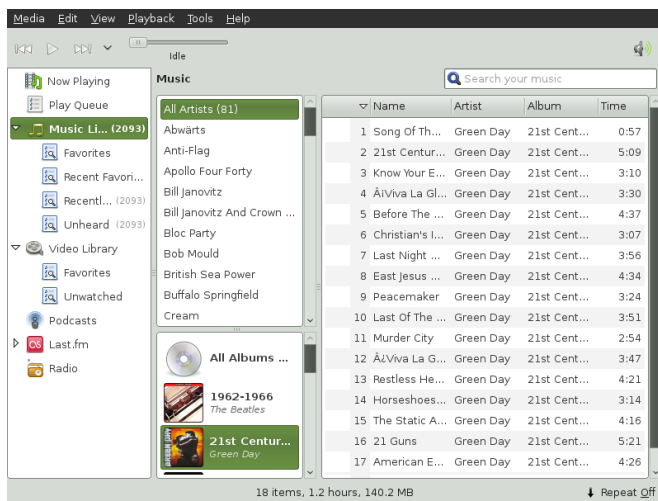 Media Edit View Playback Tools Help
Idle
Now Playing
Play Queue
Music Li... (2093)
Favorites
Recent Favori...
Recentl... (2093)
Unheard (2093)
Video Library
Favorites
Unwatched
Podcasts
Last.fm
Radio
Music
Search your music
All Artists (81)
Abwärts
Anti-Flag
Apollo Four Forty
Bill Janovitz
Bill Janovitz And Crown ...
Bloc Party
Bob Mould
British Sea Power
Buffalo Springfield
Cream
All Albums ...
1962-1966
The Beatles
21st Centur...
Green Day
Name Artist Album Time
1 Song Of Th... Green Day 21st Cent... 0:57
2 21st Centur... Green Day 21st Cent... 5:09
3 Know Your E... Green Day 21st Cent... 3:10
4 Â¡Viva La Gl... Green Day 21st Cent... 3:30
5 Before The ... Green Day 21st Cent... 4:37
6 Christian's I... Green Day 21st Cent... 3:07
7 Last Night ... Green Day 21st Cent... 3:56
8 East Jesus ... Green Day 21st Cent... 4:34
9 Peacemaker Green Day 21st Cent... 3:24
10 Last Of The ... Green Day 21st Cent... 3:51
11 Murder City Green Day 21st Cent... 2:54
12 Â¿Viva La G... Green Day 21st Cent... 3:47
13 Restless He... Green Day 21st Cent... 4:21
14 Horseshoes... Green Day 21st Cent... 3:14
15 The Static A... Green Day 21st Cent... 4:16
16 21 Guns Green Day 21st Cent... 5:21
17 American E... Green Day 21st Cent... 4:26
18 items, 1.2 hours, 140.2 MB
Repeat Off